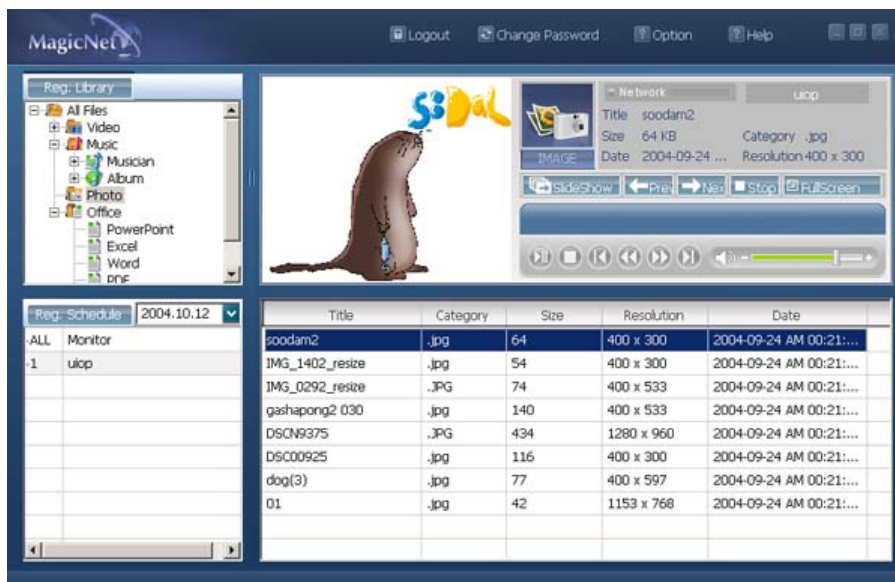 MagicNet
Logout Change Password Option Help
Reg. Library
All Files
Video
Music
Musician
Album
Photo
Office
PowerPoint
Excel
Word
PDF
SoDaL
IMAGE
Network uiop
Title soodam2
Size 64 KB Category .jpg
Date 2004-09-24 ... Resolution 400 x 300
SlideShow Prev Nex Stop FullScreen
Reg. Schedule 2004.10.12
-ALL Monitor
-1 uiop
Title Category Size Resolution Date
soodam2 .jpg 64 400 x 300 2004-09-24 AM 00:21:...
IMG_1402_resize .jpg 54 400 x 300 2004-09-24 AM 00:21:...
IMG_0292_resize .JPG 74 400 x 533 2004-09-24 AM 00:21:...
gashapong2 030 .jpg 140 400 x 533 2004-09-24 AM 00:21:...
DSCN9375 .JPG 434 1280 x 960 2004-09-24 AM 00:21:...
DSC00925 .jpg 116 400 x 300 2004-09-24 AM 00:21:...
dog(3) .jpg 77 400 x 597 2004-09-24 AM 00:21:...
01 .jpg 42 1153 x 768 2004-09-24 AM 00:21:...